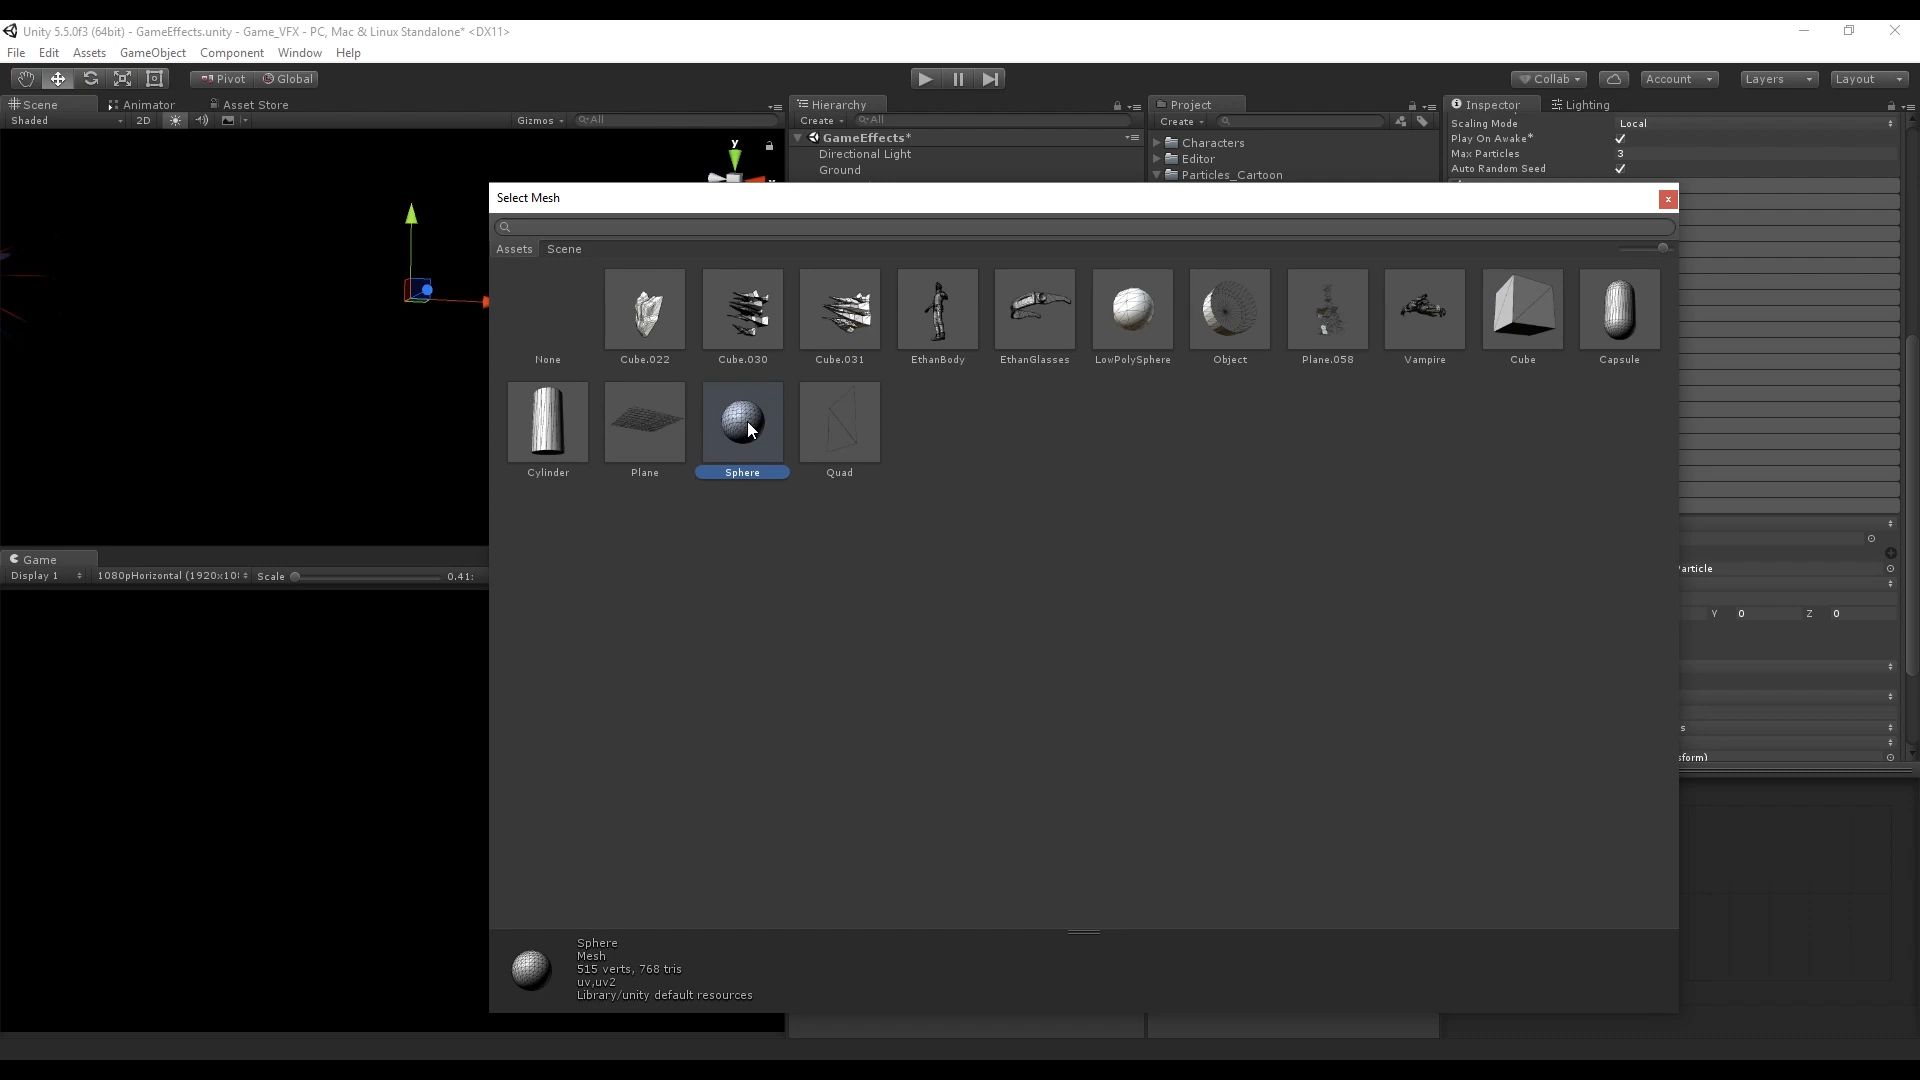 Unity 5.5.0f3 (64bit) - GameEffects.unity - Game_VFX - PC, Mac & Linux Standalone* <DX11>
File Edit Assets GameObject Component Window Help
Pivot Global Collab Account Layers Layout
Scene Animator Asset Store Hierarchy Project Inspector Lighting
Shaded 2D Gizmos All Create All Create Scaling Mode Local
GameEffects* Characters Play On Awake*
Directional Light Editor Max Particles 3
Ground Particles_Cartoon Auto Random Seed
y
Select Mesh x
Assets Scene
None Cube.022 Cube.030 Cube.031 EthanBody EthanGlasses LowPolySphere Object Plane.058 Vampire Cube Capsule
Cylinder Plane Sphere Quad
Game
Display 1 1080pHorizontal (1920x10 Scale 0.41:
article
Y 0 Z 0
s
sform)
Sphere
Mesh
515 verts, 768 tris
uv,uv2
Library/unity default resources